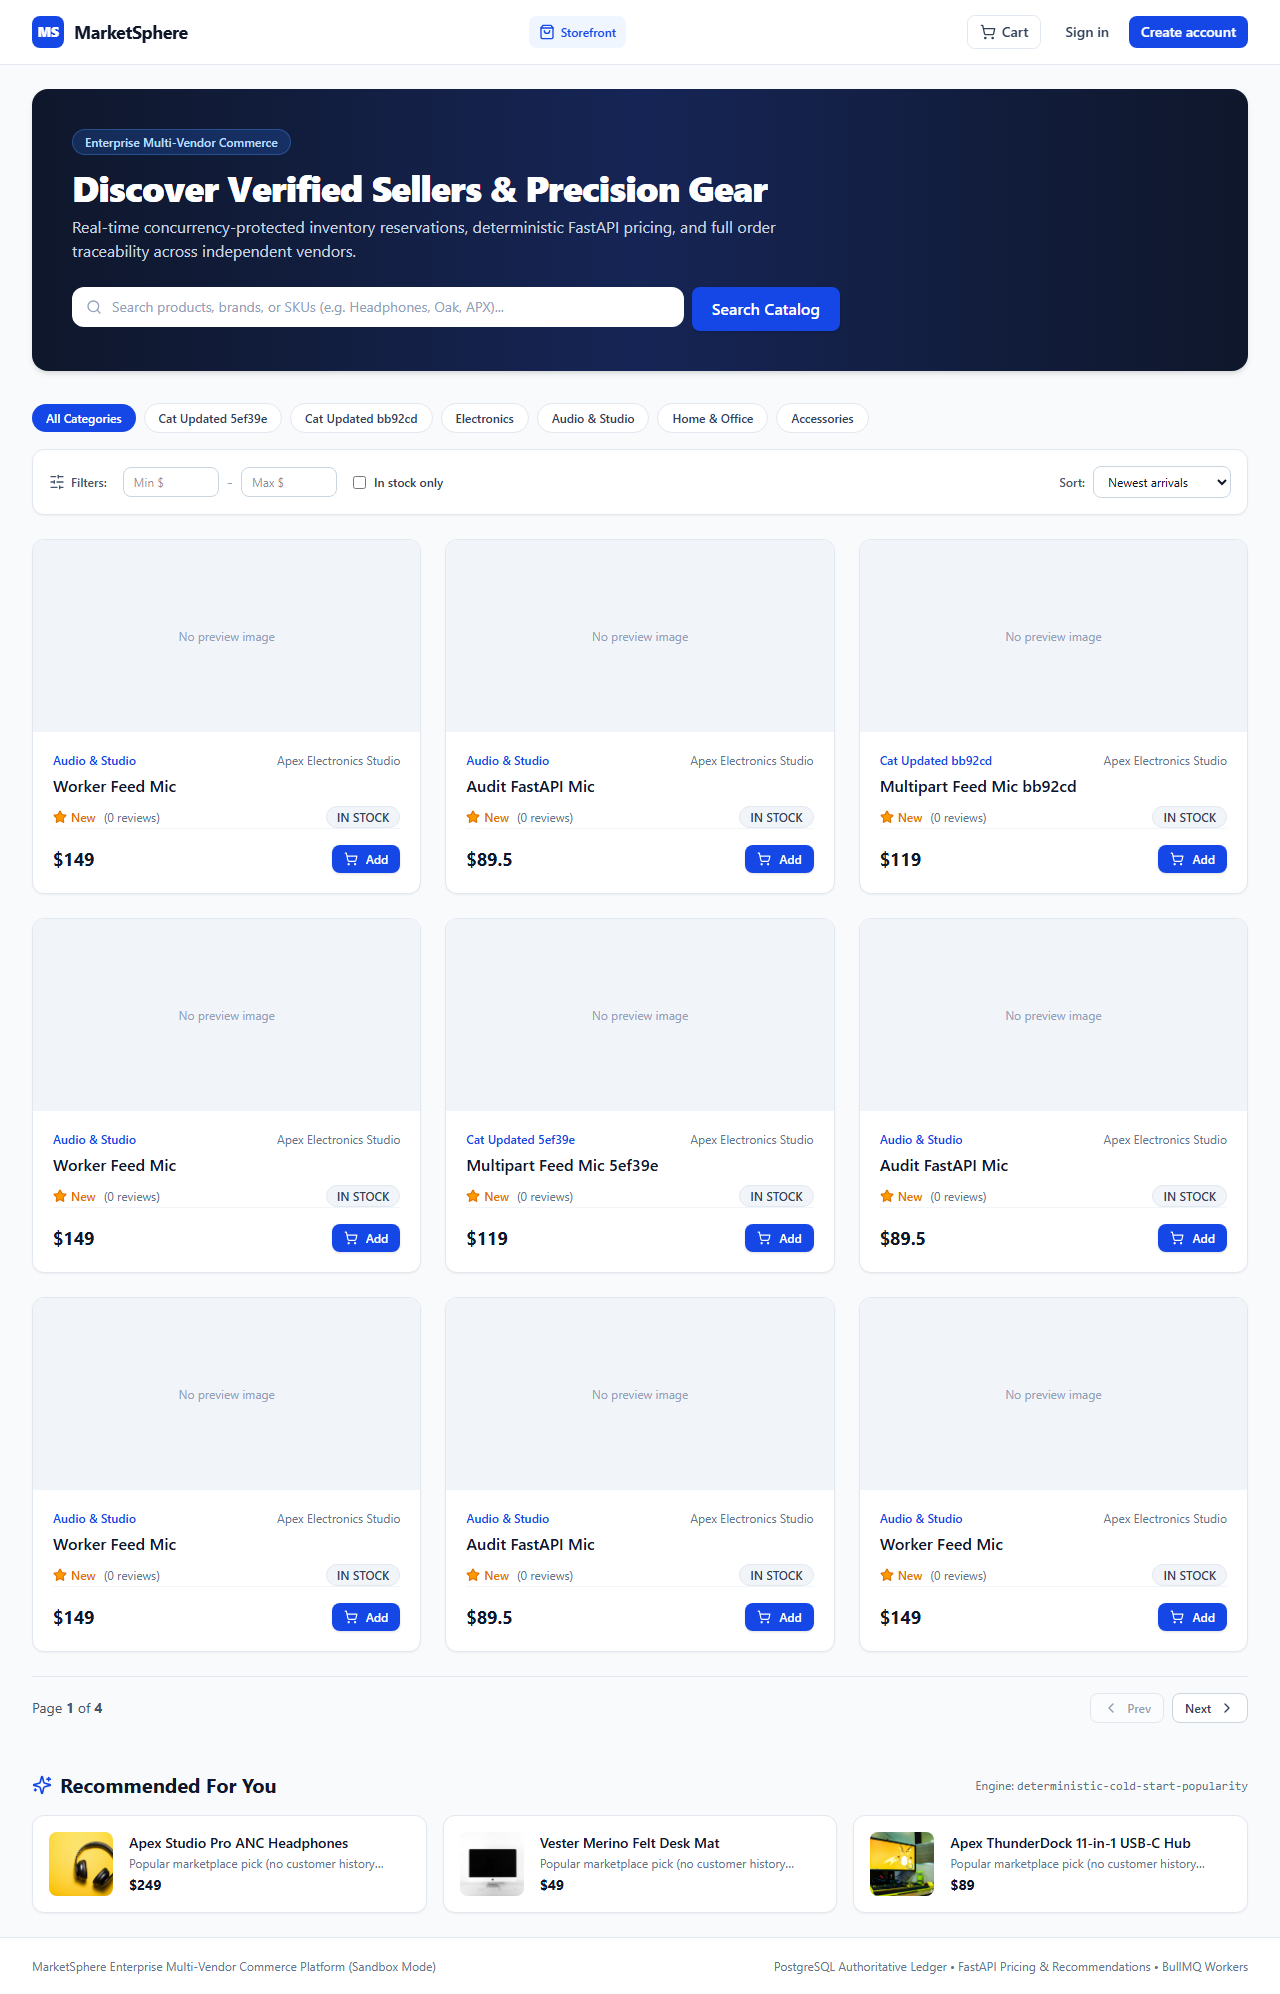 MS MarketSphere
Storefront
Cart
Sign in
Create account
Enterprise Multi-Vendor Commerce
Discover Verified Sellers & Precision Gear
Real-time concurrency-protected inventory reservations, deterministic FastAPI pricing, and full order
traceability across independent vendors.
Search products, brands, or SKUs (e.g. Headphones, Oak, APX)...
Search Catalog
All Categories
Cat Updated 5ef39e
Cat Updated bb92cd
Electronics
Audio & Studio
Home & Office
Accessories
Filters:
Min $
-
Max $
In stock only
Sort:
Newest arrivals
No preview image
Audio & Studio
Apex Electronics Studio
Worker Feed Mic
New (0 reviews)
IN STOCK
$149
Add
No preview image
Audio & Studio
Apex Electronics Studio
Audit FastAPI Mic
New (0 reviews)
IN STOCK
$89.5
Add
No preview image
Cat Updated bb92cd
Apex Electronics Studio
Multipart Feed Mic bb92cd
New (0 reviews)
IN STOCK
$119
Add
No preview image
Audio & Studio
Apex Electronics Studio
Worker Feed Mic
New (0 reviews)
IN STOCK
$149
Add
No preview image
Cat Updated 5ef39e
Apex Electronics Studio
Multipart Feed Mic 5ef39e
New (0 reviews)
IN STOCK
$119
Add
No preview image
Audio & Studio
Apex Electronics Studio
Audit FastAPI Mic
New (0 reviews)
IN STOCK
$89.5
Add
No preview image
Audio & Studio
Apex Electronics Studio
Worker Feed Mic
New (0 reviews)
IN STOCK
$149
Add
No preview image
Audio & Studio
Apex Electronics Studio
Audit FastAPI Mic
New (0 reviews)
IN STOCK
$89.5
Add
No preview image
Audio & Studio
Apex Electronics Studio
Worker Feed Mic
New (0 reviews)
IN STOCK
$149
Add
Page 1 of 4
Prev
Next
Recommended For You
Engine: deterministic-cold-start-popularity
Apex Studio Pro ANC Headphones
Popular marketplace pick (no customer history...
$249
Vester Merino Felt Desk Mat
Popular marketplace pick (no customer history...
$49
Apex ThunderDock 11-in-1 USB-C Hub
Popular marketplace pick (no customer history...
$89
MarketSphere Enterprise Multi-Vendor Commerce Platform (Sandbox Mode)
PostgreSQL Authoritative Ledger • FastAPI Pricing & Recommendations • BullMQ Workers